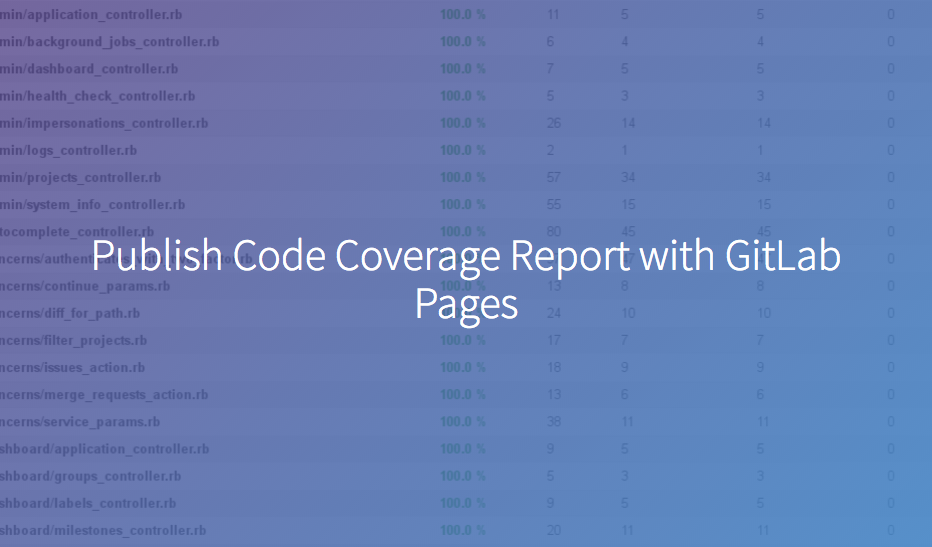 min/application_controller.rb 100.0 % 11 5 5 0
min/background_jobs_controller.rb 100.0 % 6 4 4 0
min/dashboard_controller.rb 100.0 % 7 5 5 0
min/health_check_controller.rb 100.0 % 5 3 3 0
min/impersonations_controller.rb 100.0 % 26 14 14 0
min/logs_controller.rb 100.0 % 2 1 1 0
min/projects_controller.rb 100.0 % 57 34 34 0
min/system_info_controller.rb 100.0 % 55 15 15 0
tocomplete_controller.rb 100.0 % 80 45 45 0
Publish Code Coverage Report with GitLab
Pages
ncerns/continue_params.rb 100.0 % 13 8 8 0
ncerns/diff_for_path.rb 100.0 % 24 10 10 0
ncerns/filter_projects.rb 100.0 % 17 7 7 0
ncerns/issues_action.rb 100.0 % 18 9 9 0
ncerns/merge_requests_action.rb 100.0 % 13 6 6 0
ncerns/service_params.rb 100.0 % 38 11 11 0
shboard/application_controller.rb 100.0 % 9 5 5 0
shboard/groups_controller.rb 100.0 % 5 3 3 0
shboard/labels_controller.rb 100.0 % 9 5 5 0
shboard/milestones_controller.rb 100.0 % 20 11 11 0